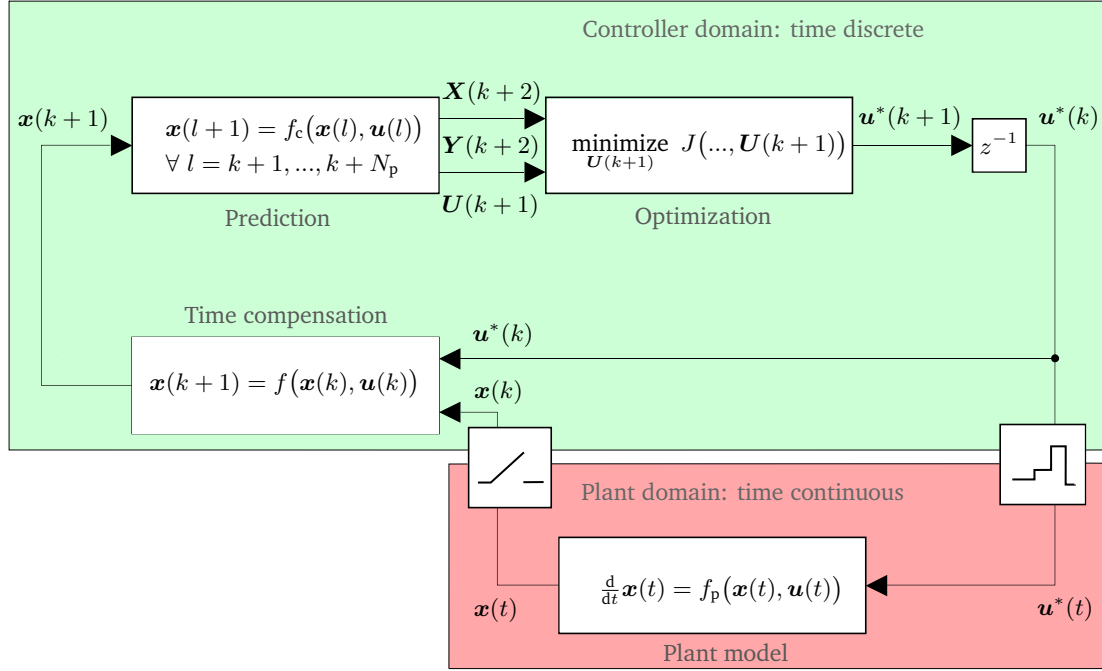 Controller domain: time discrete
x(k+1)
x(l+1) = f_c(x(l), u(l))
∀ l = k+1, ..., k+N_p
Prediction
X(k+2)
Y(k+2)
U(k+1)
minimize J(..., U(k+1))
U(k+1)
Optimization
u*(k+1)
z⁻¹
u*(k)
Time compensation
x(k+1) = f(x(k), u(k))
u*(k)
x(k)
Plant domain: time continuous
d/dt x(t) = f_p(x(t), u(t))
x(t)
u*(t)
Plant model